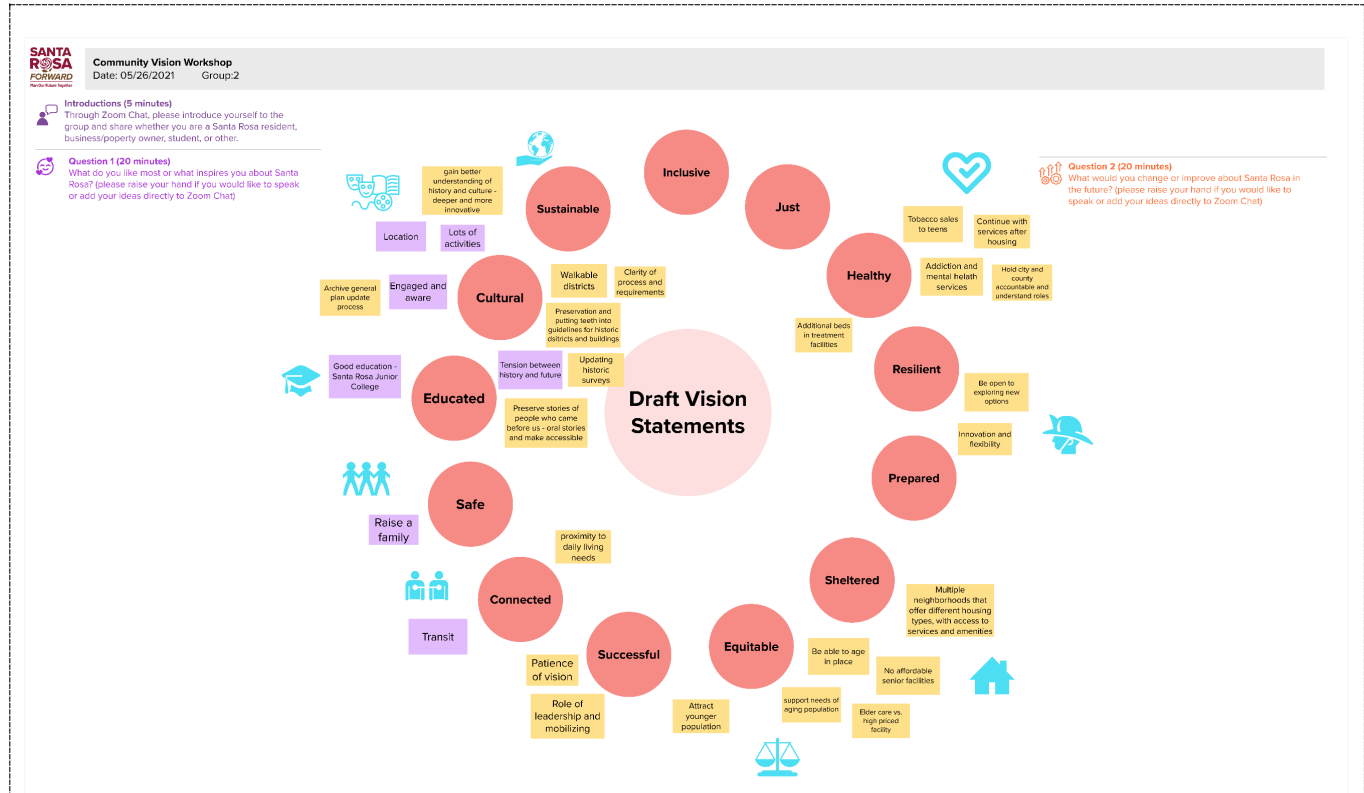 SANTA
ROSA
FORWARD
Plan Our Future Together
Community Vision Workshop
Date: 05/26/2021 Group:2
Introductions (5 minutes)
Through Zoom Chat, please introduce yourself to the
group and share whether you are a Santa Rosa resident,
business/poperty owner, student, or other.
Question 1 (20 minutes)
What do you like most or what inspires you about Santa
Rosa? (please raise your hand if you would like to speak
or add your ideas directly to Zoom Chat)
Question 2 (20 minutes)
What would you change or improve about Santa Rosa in
the future? (please raise your hand if you would like to
speak or add your ideas directly to Zoom Chat)
Draft Vision
Statements
Inclusive
Just
Healthy
Tobacco sales
to teens
Continue with
services after
housing
Addiction and
mental helath
services
Hold city and
county
accountable and
understand roles
Additional beds
in treatment
facilities
Resilient
Be open to
exploring new
options
Innovation and
flexibility
Prepared
Sheltered
Multiple
neighborhoods that
offer different housing
types, with access to
services and amenities
Equitable
Be able to age
in place
No affordable
senior facilities
support needs of
aging population
Elder care vs.
high priced
facility
Attract
younger
population
Successful
Patience
of vision
Role of
leadership and
mobilizing
Connected
proximity to
daily living
needs
Transit
Safe
Raise a
family
Educated
Good education -
Santa Rosa Junior
College
Tension between
history and future
Updating
historic
surveys
Preserve stories of
people who came
before us - oral stories
and make accessible
Cultural
Location
Lots of
activities
Archive general
plan update
process
Engaged and
aware
gain better
understanding of
history and culture -
deeper and more
innovative
Walkable
districts
Clarity of
process and
requirements
Preservation and
putting teeth into
guidelines for historic
dsitricts and buildings
Sustainable